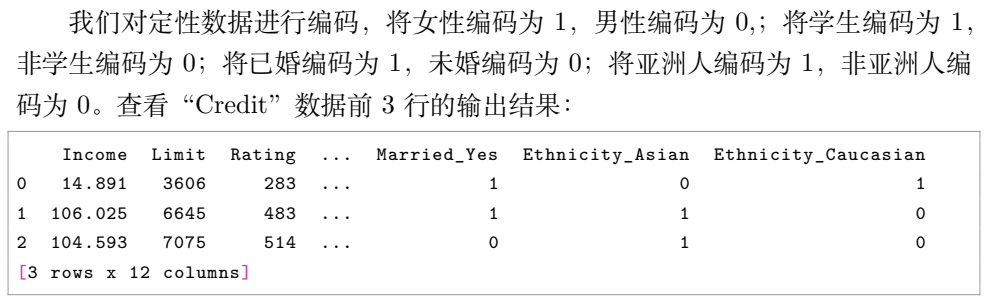 我们对定性数据进行编码，将女性编码为 1，男性编码为 0,；将学生编码为 1，
非学生编码为 0；将已婚编码为 1，未婚编码为 0；将亚洲人编码为 1，非亚洲人编
码为 0。查看“Credit”数据前 3 行的输出结果：
Income Limit Rating ... Married_Yes Ethnicity_Asian Ethnicity_Caucasian
0 14.891 3606 283 ... 1 0 1
1 106.025 6645 483 ... 1 1 0
2 104.593 7075 514 ... 0 1 0
[3 rows x 12 columns]